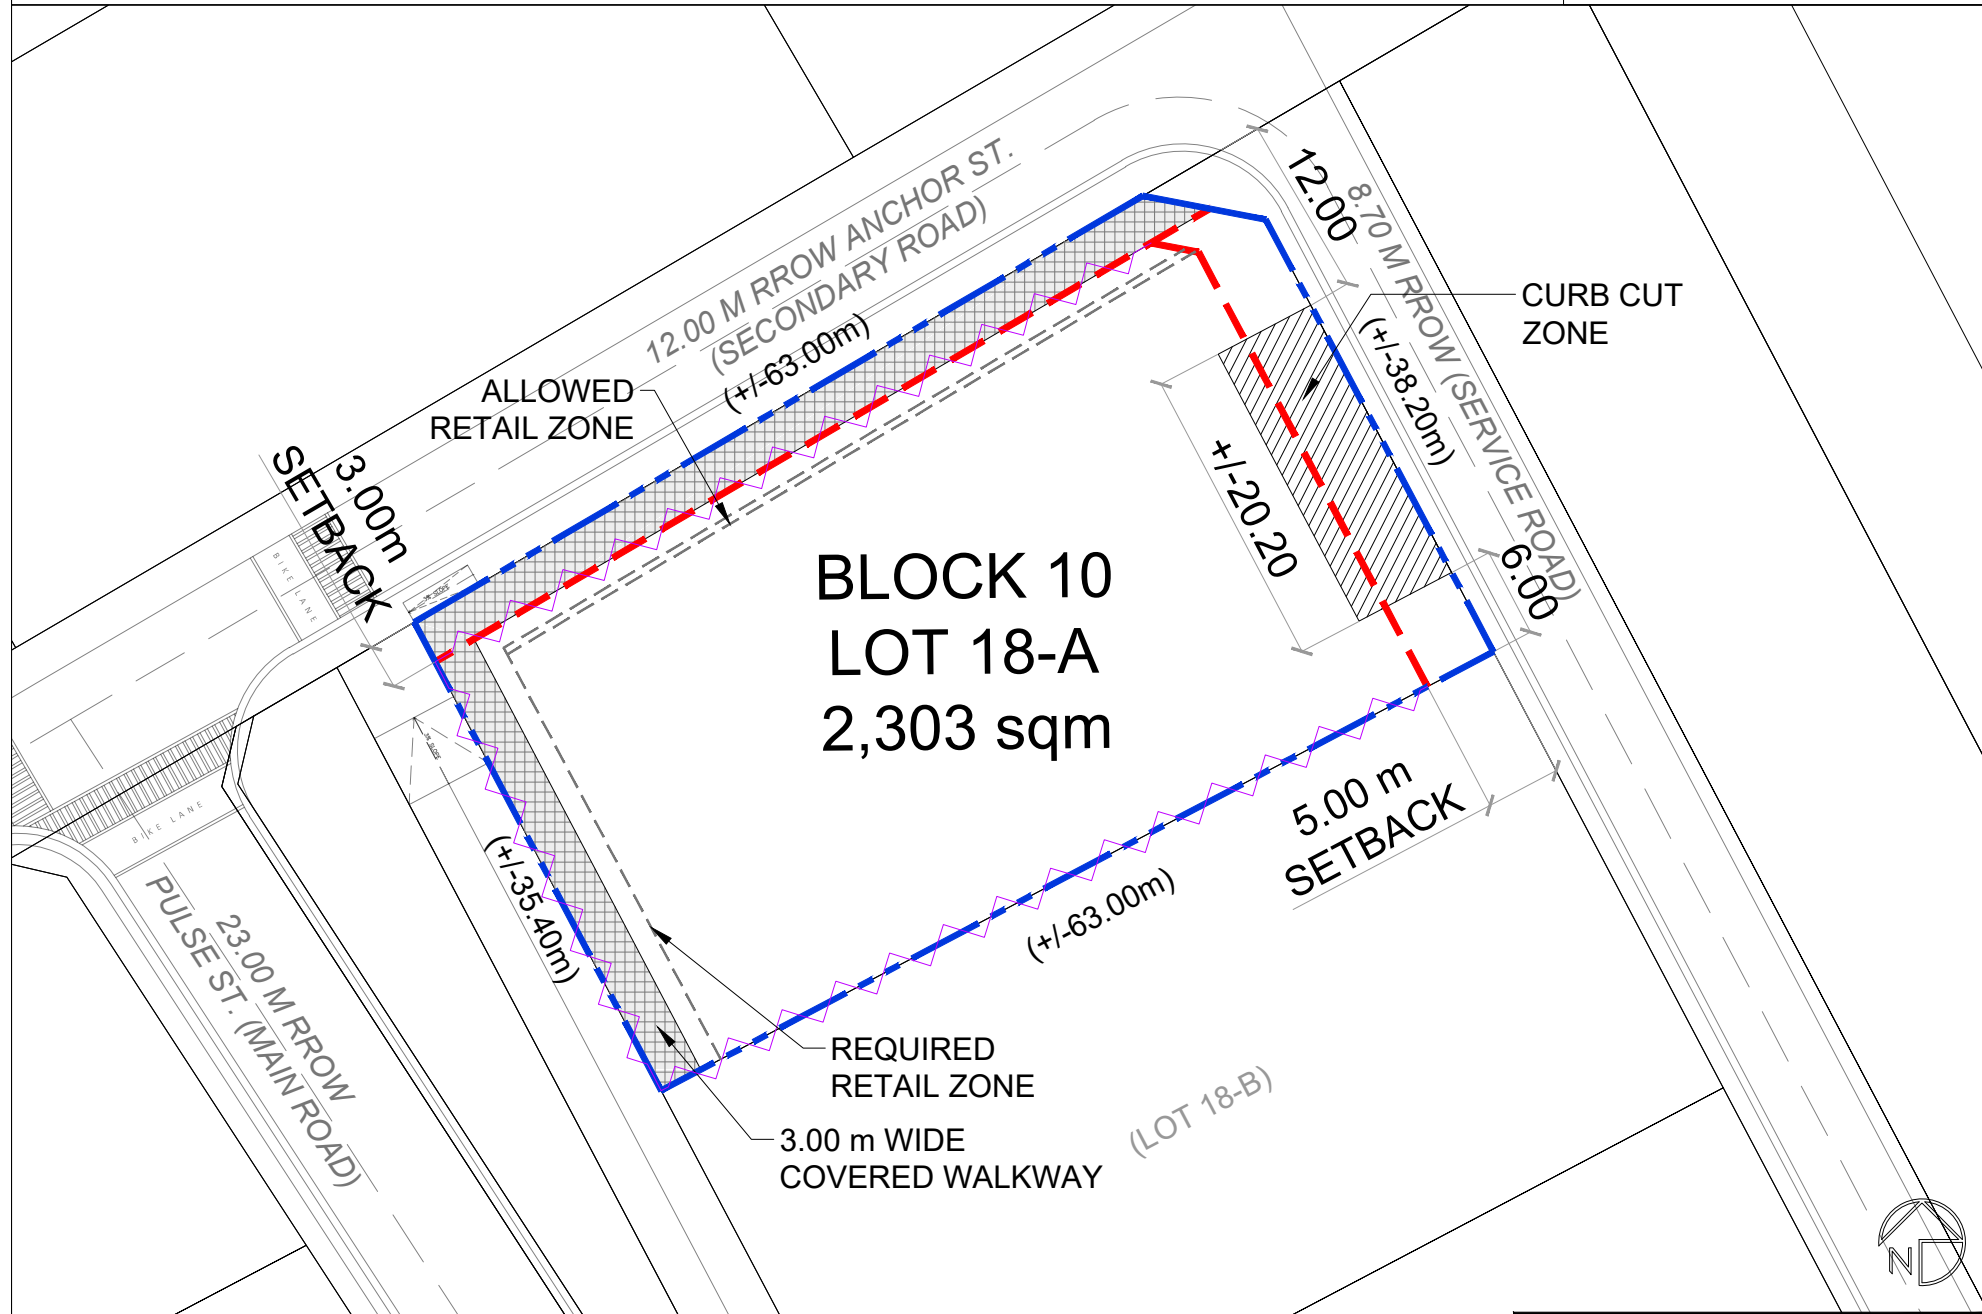 12.00 M RROW ANCHOR ST.
(SECONDARY ROAD)
(+/-63.00m)
12.00
8.70 M RROW (SERVICE ROAD)
CURB CUT
ZONE
(+/-38.20m)
ALLOWED
RETAIL ZONE
3.00m
SETBACK
+/-20.20
6.00
BIKE LANE
BLOCK 10
LOT 18-A
2,303 sqm
5.00 m
SETBACK
BIKE LANE
(+/-35.40m)
(+/-63.00m)
23.00 M RROW
PULSE ST. (MAIN ROAD)
REQUIRED
RETAIL ZONE
3.00 m WIDE
COVERED WALKWAY
(LOT 18-B)
N